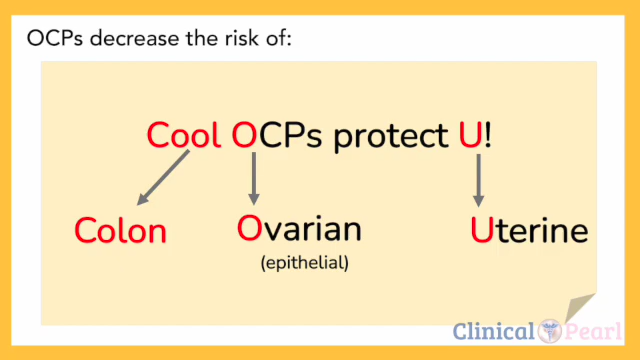 OCPs decrease the risk of:
Cool OCPs protect U!
Colon Ovarian Uterine
(epithelial)
Clinical Pearl